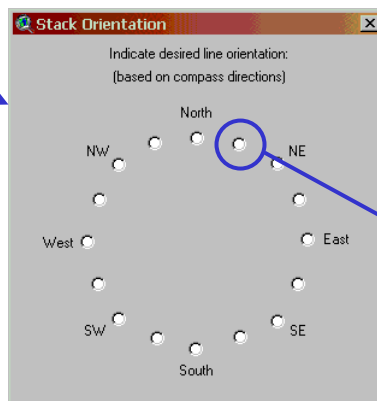 Stack Orientation
Indicate desired line orientation:
(based on compass directions)
North
NW
NE
West
East
SW
SE
South